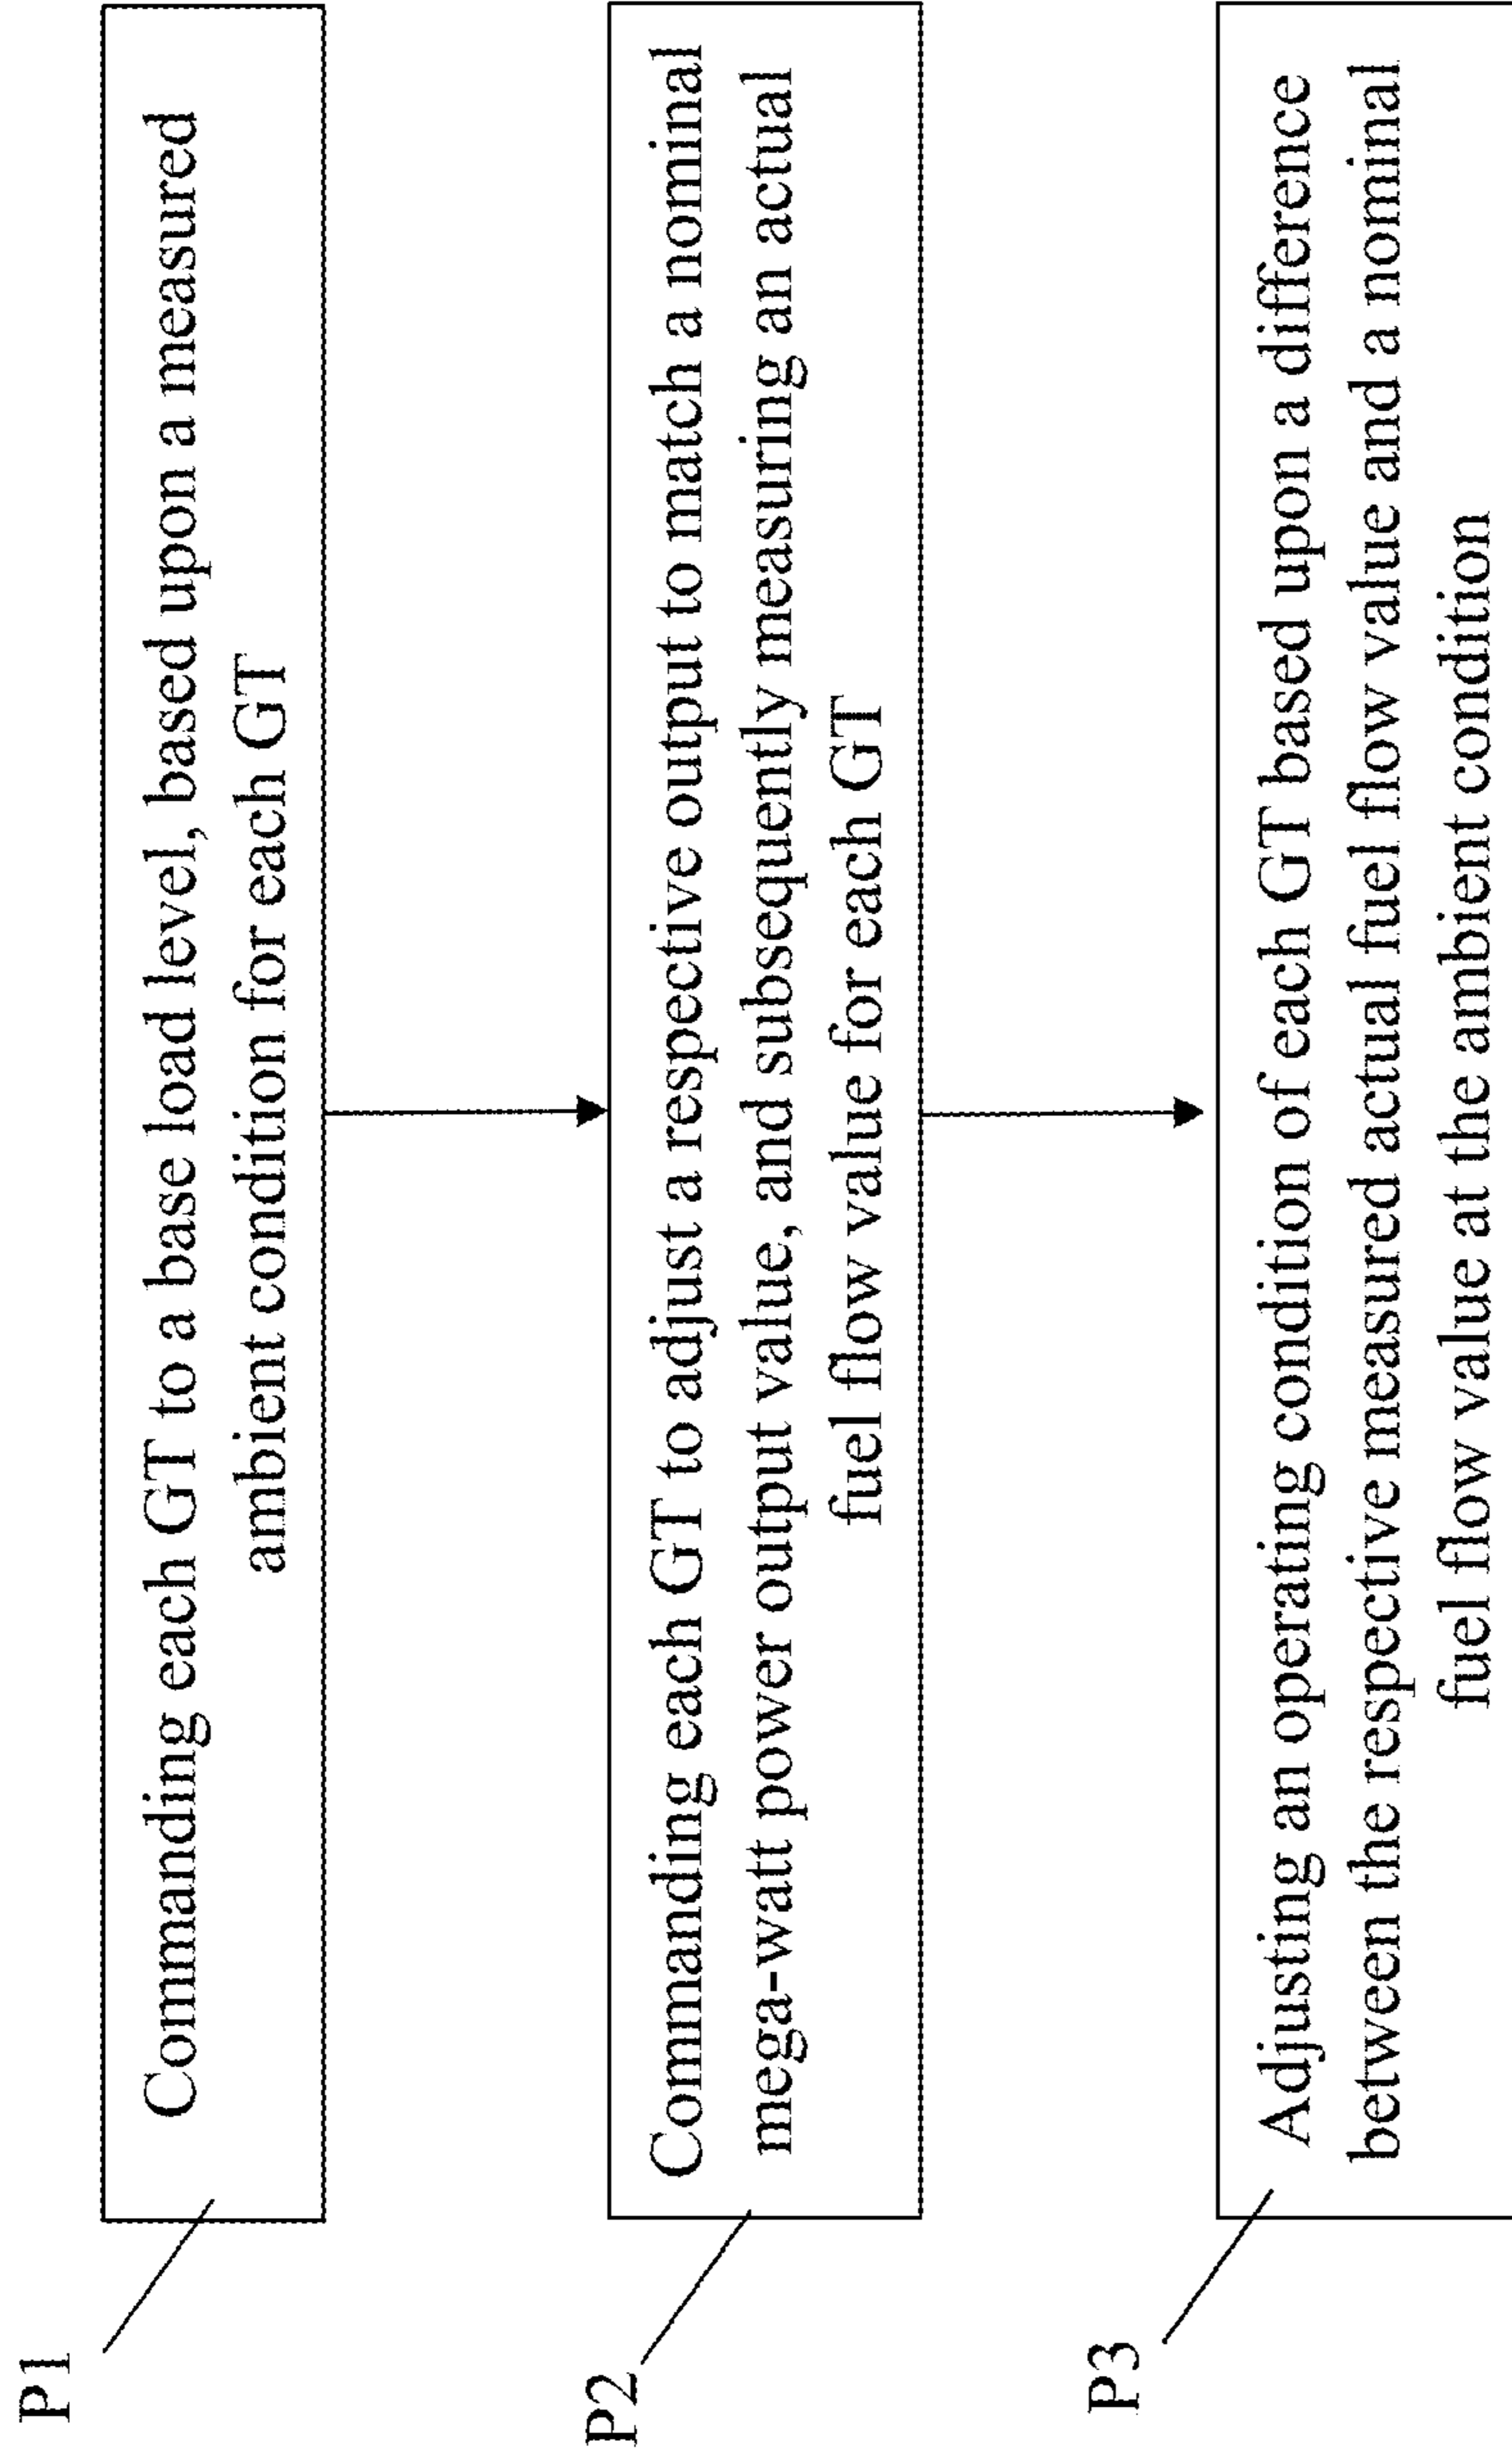 P1
Commanding each GT to a base load level, based upon a measured
ambient condition for each GT
P2
Commanding each GT to adjust a respective output to match a nominal
mega-watt power output value, and subsequently measuring an actual
fuel flow value for each GT
P3
Adjusting an operating condition of each GT based upon a difference
between the respective measured actual fuel flow value and a nominal
fuel flow value at the ambient condition